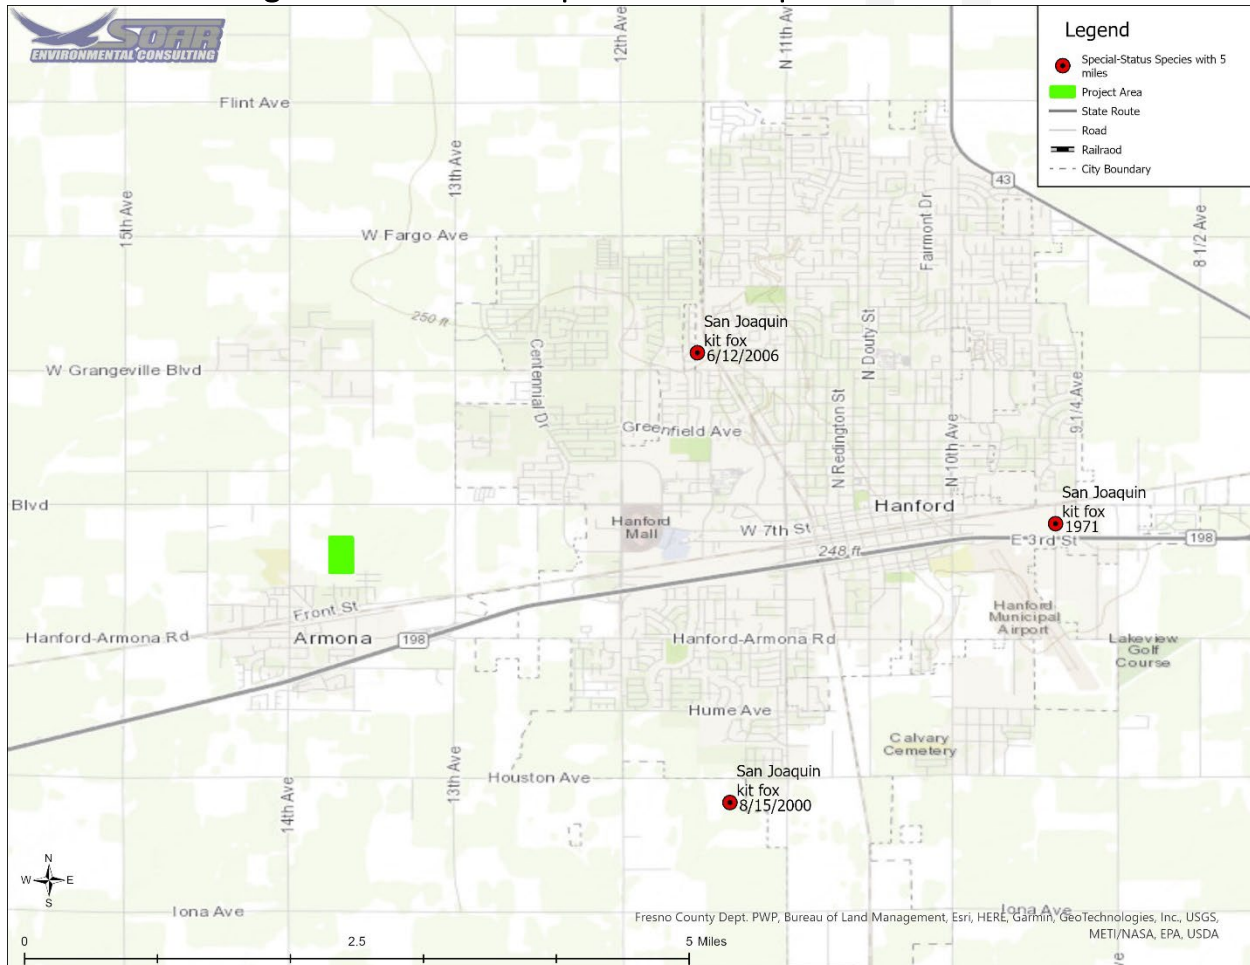 SOAR
ENVIRONMENTAL CONSULTING
Legend
Special-Status Species with 5
miles
Project Area
State Route
Road
Railraod
City Boundary
12th Ave
N 11th Av
Flint Ave
13th Ave
15th Ave
43
8 1/2 Ave
W Fargo Ave
Fairmont Dr
250 ft
San Joaquin
kit fox
6/12/2006
N Douty St
W Grangeville Blvd
Centennial Dr
9 1/4 Ave
Greenfield Ave
N Redington St
N 10th Ave
San Joaquin
kit fox
1971
Blvd
Hanford
Hanford
Mall
W 7th St
E 3rd St
198
248 ft
Front St
Hanford
Municipal
Airport
Hanford-Armona Rd
Armona
198
Hanford-Armona Rd
Lakeview
Golf
Course
Hume Ave
Calvary
Cemetery
14th Ave
13th Ave
Houston Ave
San Joaquin
kit fox
8/15/2000
N
W E
S
Iona Ave
Iona Ave
Fresno County Dept. PWP, Bureau of Land Management, Esri, HERE, Garmin, GeoTechnologies, Inc., USGS,
METI/NASA, EPA, USDA
0 2.5 5 Miles